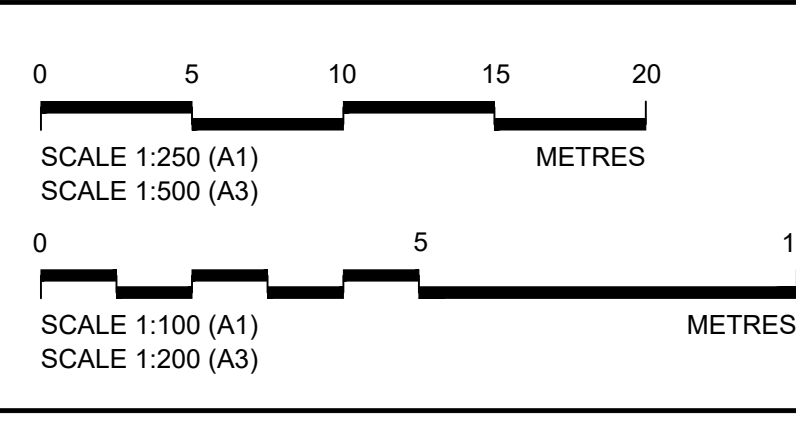 0 5 10 15 20
SCALE 1:250 (A1) METRES
SCALE 1:500 (A3)
0 5 1
SCALE 1:100 (A1) METRES
SCALE 1:200 (A3)